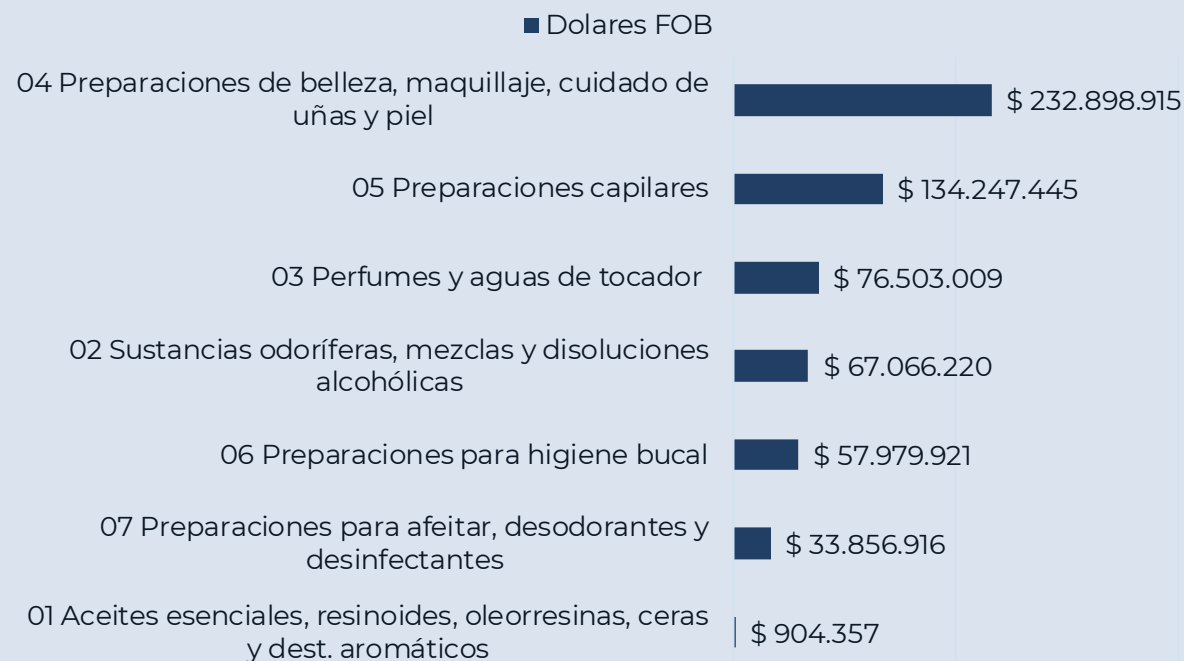 Dolares FOB
04 Preparaciones de belleza, maquillaje, cuidado de
uñas y piel
$ 232.898.915
05 Preparaciones capilares
$ 134.247.445
03 Perfumes y aguas de tocador
$ 76.503.009
02 Sustancias odoríferas, mezclas y disoluciones
alcohólicas
$ 67.066.220
06 Preparaciones para higiene bucal
$ 57.979.921
07 Preparaciones para afeitar, desodorantes y
desinfectantes
$ 33.856.916
01 Aceites esenciales, resinoides, oleorresinas, ceras
y dest. aromáticos
$ 904.357